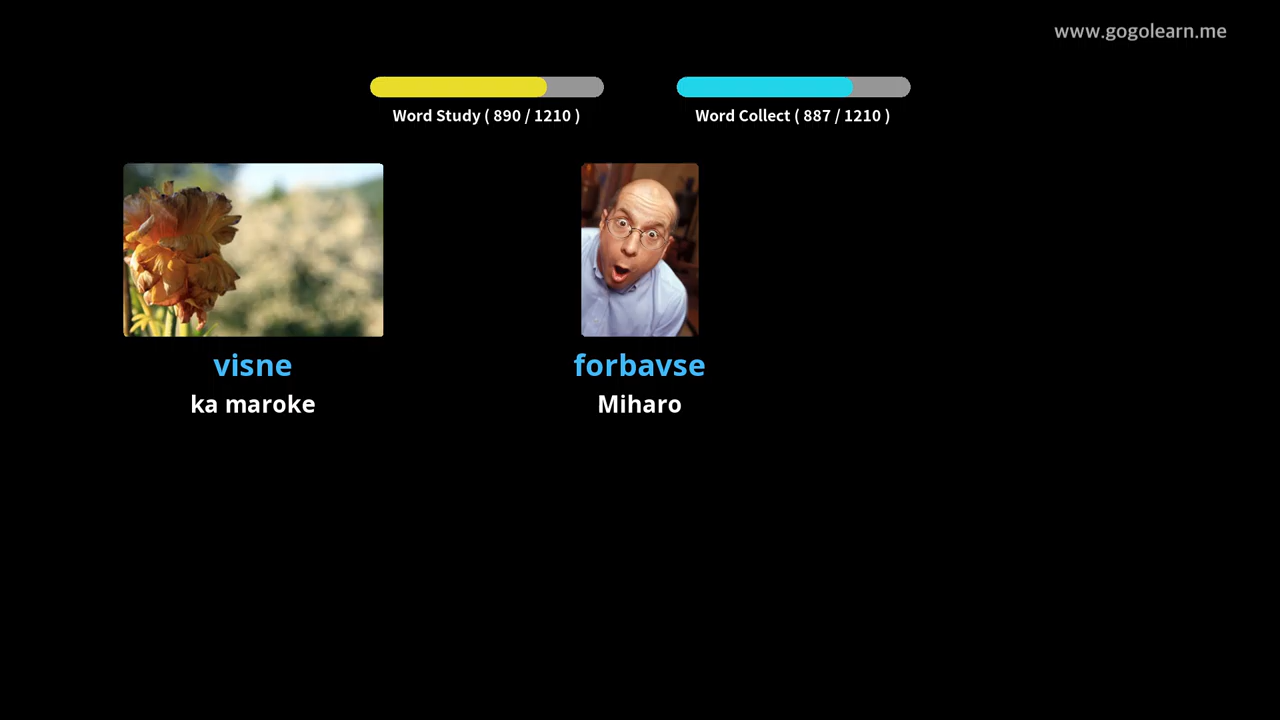 www.gogolearn.me
Word Study ( 890 / 1210 )
Word Collect ( 887 / 1210 )
visne
forbavse
ka maroke
Miharo